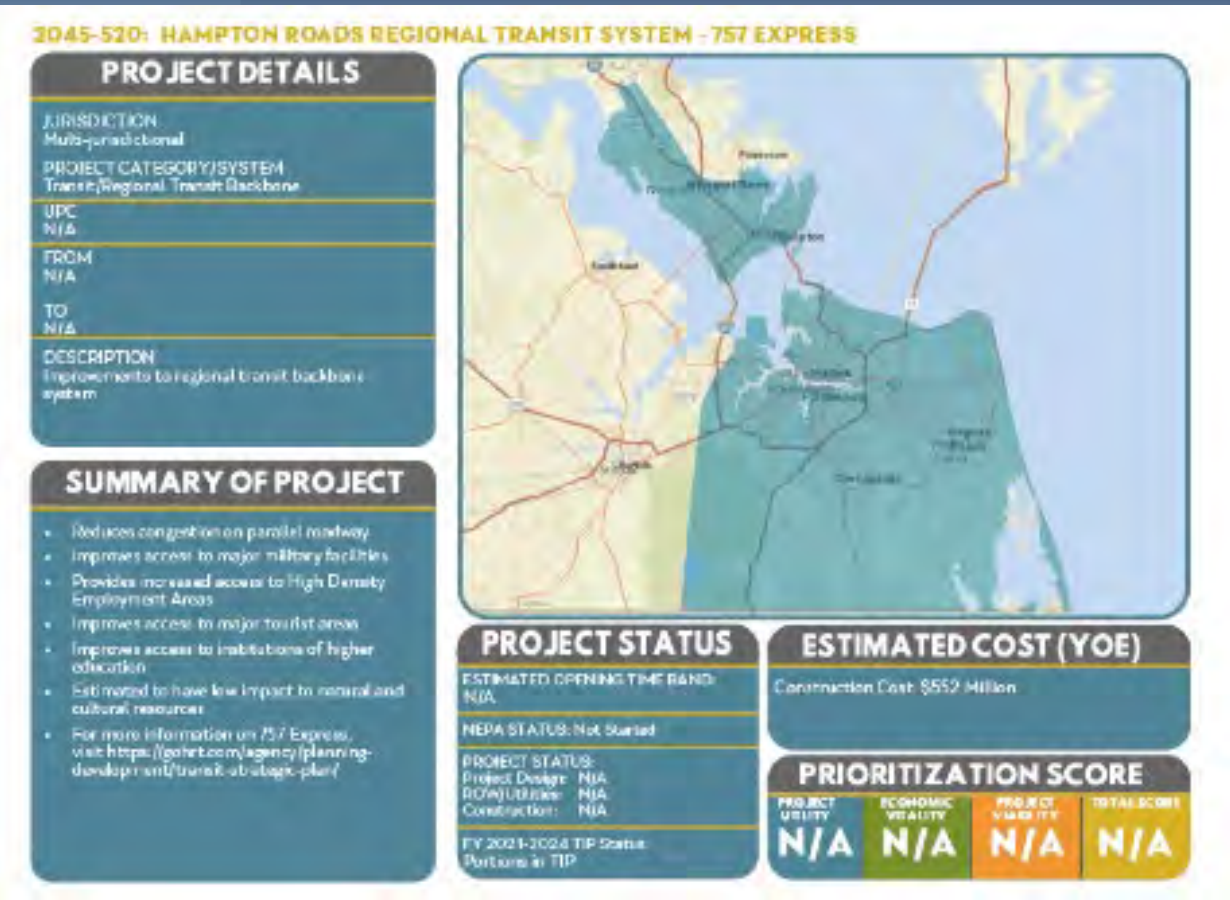 2045-520: HAMPTON ROADS REGIONAL TRANSIT SYSTEM - 757 EXPRESS
PROJECT DETAILS
JURISDICTION
Multi-jurisdictional
PROJECT CATEGORY/SYSTEM
Transit/Regional Transit Backbone
UPC
N/A
FROM
N/A
TO
N/A
DESCRIPTION
Improvements to regional transit backbone
system
SUMMARY OF PROJECT
• Reduces congestion on parallel roadway
• Improves access to major military facilities
• Provides increased access to High Density
Employment Areas
• Improves access to major tourist areas
• Improves access to institutions of higher
education
• Estimated to have low impact to natural and
cultural resources
• For more information on 757 Express,
visit https://gohrt.com/agency/planning-
development/transit-strategic-plan/
Poquoson
Hampton
Suffolk
Chesapeake
PROJECT STATUS
ESTIMATED OPENING TIME BAND:
N/A
NEPA STATUS: Not Started
PROJECT STATUS:
Project Design: N/A
ROW/Utilities: N/A
Construction: N/A
FY 2021-2024 TIP Status
Portions in TIP
ESTIMATED COST (YOE)
Construction Cost: $552 Million
PRIORITIZATION SCORE
PROJECT UTILITY
N/A
ECONOMIC VITALITY
N/A
PROJECT VIABILITY
N/A
TOTAL SCORE
N/A